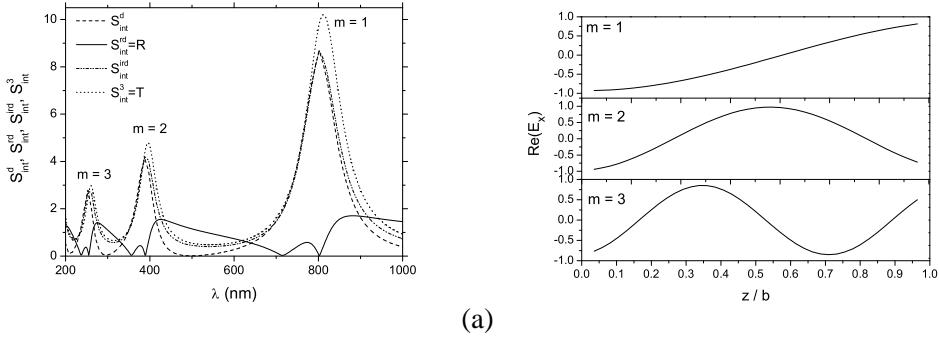 S^d_int, S^rd_int, S^ird_int, S^3_int
10
8
6
4
2
0
S^d_int
S^rd_int=R
S^ird_int
S^3_int=T
m = 1
m = 2
m = 3
200 400 600 800 1000
λ (nm)
Re(E_x)
m = 1
1.0
0.5
0.0
-0.5
-1.0
m = 2
1.0
0.5
0.0
-0.5
-1.0
m = 3
1.0
0.5
0.0
-0.5
-1.0
0.0 0.1 0.2 0.3 0.4 0.5 0.6 0.7 0.8 0.9 1.0
z / b
(a)